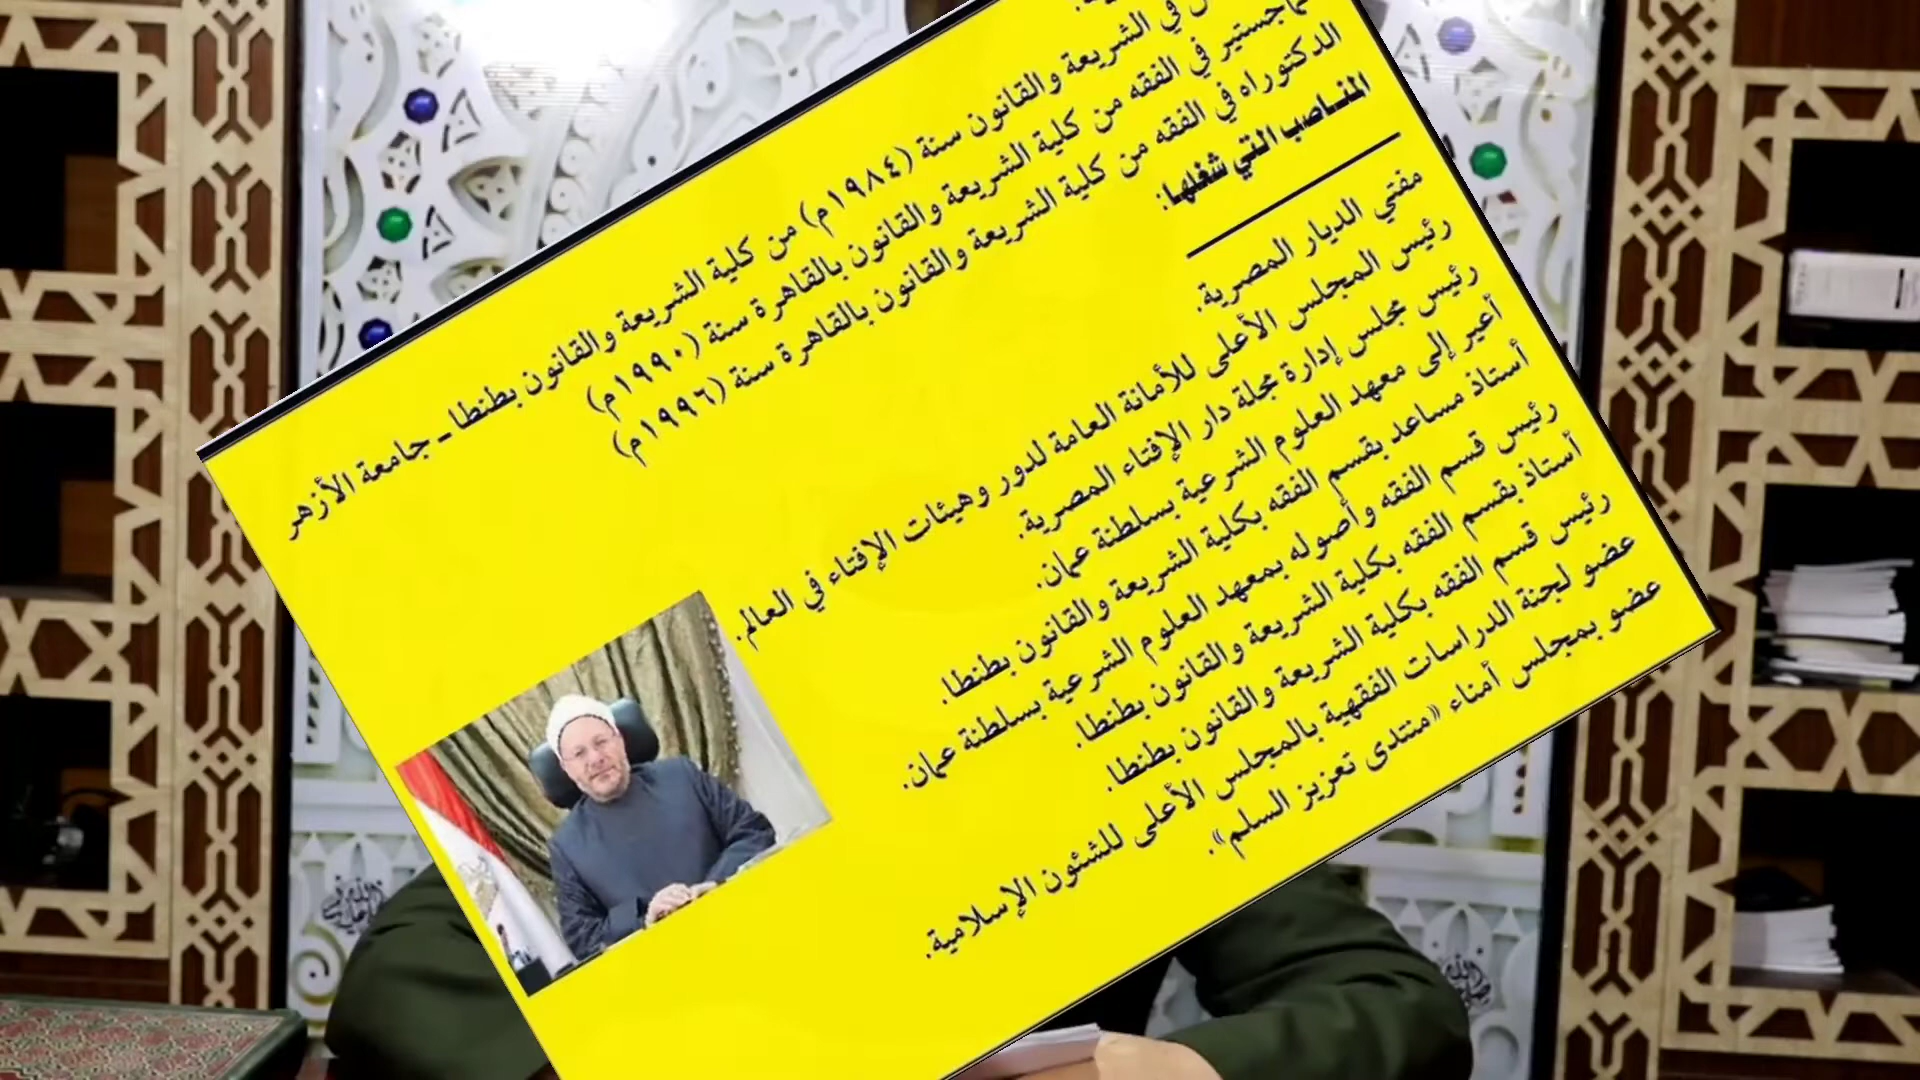 في الشريعة والقانون سنة (١٩٨٤م) من كلية الشريعة والقانون بطنطا ـ جامعة الأزهر
ماجستير في الفقه من كلية الشريعة والقانون بالقاهرة سنة (١٩٩٠م)
الدكتوراه في الفقه من كلية الشريعة والقانون بالقاهرة سنة (١٩٩٦م)
المناصب التي شغلها:
مفتي الديار المصرية.
رئيس المجلس الأعلى للأمانة العامة لدور وهيئات الإفتاء في العالم.
رئيس مجلس إدارة مجلة دار الإفتاء المصرية.
أعير إلى معهد العلوم الشرعية بسلطنة عمان.
أستاذ مساعد بقسم الفقه بكلية الشريعة والقانون بطنطا.
رئيس قسم الفقه وأصوله بمعهد العلوم الشرعية بسلطنة عمان.
أستاذ بقسم الفقه بكلية الشريعة والقانون بطنطا.
رئيس قسم الفقه بكلية الشريعة والقانون بطنطا.
عضو لجنة الدراسات الفقهية بالمجلس الأعلى للشئون الإسلامية.
عضو بمجلس أمناء «منتدى تعزيز السلم».